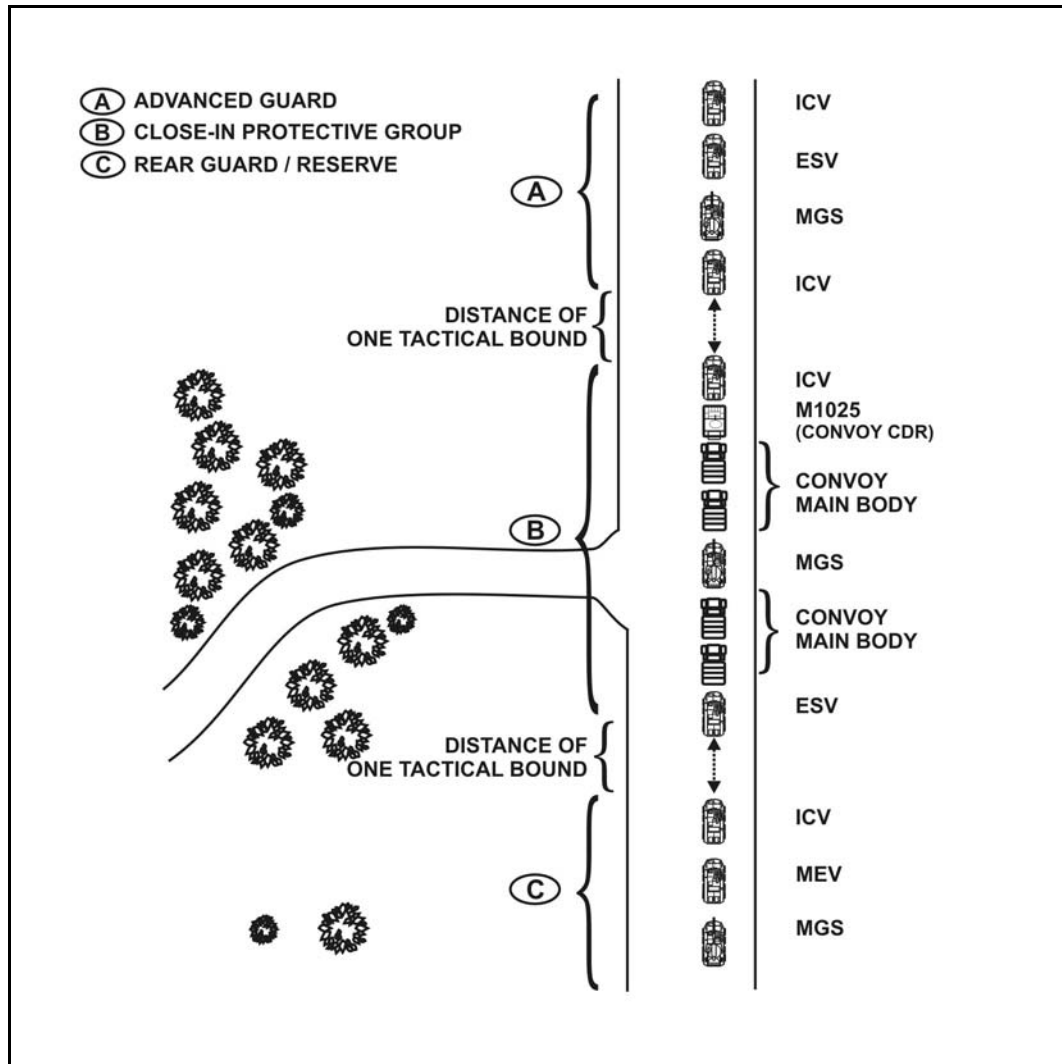 A ADVANCED GUARD
B CLOSE-IN PROTECTIVE GROUP
C REAR GUARD / RESERVE
ICV
ESV
A
MGS
ICV
DISTANCE OF
ONE TACTICAL BOUND
ICV
M1025
(CONVOY CDR)
CONVOY
MAIN BODY
B
MGS
CONVOY
MAIN BODY
ESV
DISTANCE OF
ONE TACTICAL BOUND
ICV
MEV
C
MGS